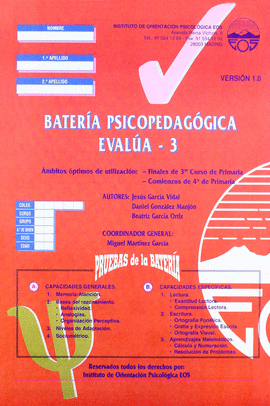 INSTITUTO DE ORIENTACIÓN PSICOLÓGICA EOS
28003 MADRID
EOS
NOMBRE
1.er APELLIDO
2.º APELLIDO
VERSIÓN 1.0
BATERÍA PSICOPEDAGÓGICA
EVALÚA - 3
Ámbitos óptimos de utilización: – Finales de 3º Curso de Primaria
– Comienzos de 4º de Primaria
AUTORES: Jesús García Vidal
Daniel González Manjón
Beatriz García Ortiz
COORDINADOR GENERAL:
Miguel Martínez García
COLEG.
CURSO
GRUPO
SEXO
EDAD
PRUEBAS de la BATERÍA
A. CAPACIDADES GENERALES.
1. Memoria-Atención.
2. Bases del razonamiento.
- Reflexividad.
- Analogías.
- Organización Perceptiva.
3. Niveles de Adaptación.
4. Sociométrico.
B. CAPACIDADES ESPECÍFICAS.
1. Lectura.
- Exactitud Lectora.
- Comprensión Lectora.
2. Escritura.
- Ortografía Fonética.
- Grafía y Expresión Escrita
- Ortografía Visual.
3. Aprendizajes Matemáticos.
- Cálculo y Numeración.
- Resolución de Problemas.
Reservados todos los derechos por:
Instituto de Orientación Psicológica EOS